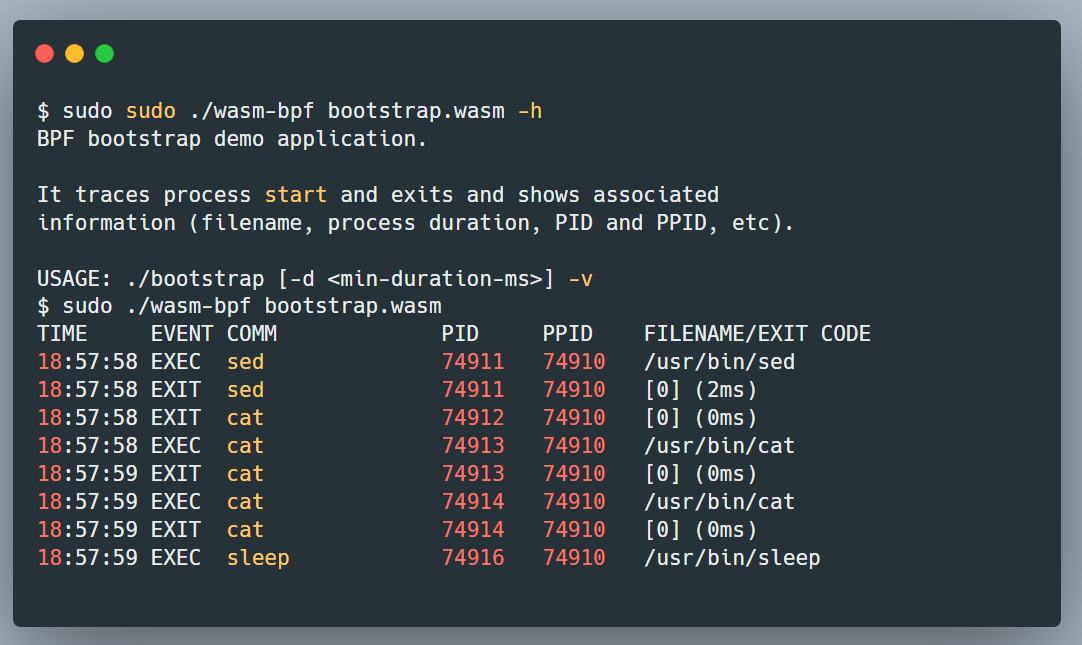 $ sudo sudo ./wasm-bpf bootstrap.wasm -h
BPF bootstrap demo application.
It traces process start and exits and shows associated
information (filename, process duration, PID and PPID, etc).
USAGE: ./bootstrap [-d <min-duration-ms>] -v
$ sudo ./wasm-bpf bootstrap.wasm
TIME     EVENT COMM             PID     PPID    FILENAME/EXIT CODE
18:57:58 EXEC  sed              74911   74910   /usr/bin/sed
18:57:58 EXIT  sed              74911   74910   [0] (2ms)
18:57:58 EXIT  cat              74912   74910   [0] (0ms)
18:57:58 EXEC  cat              74913   74910   /usr/bin/cat
18:57:59 EXIT  cat              74913   74910   [0] (0ms)
18:57:59 EXEC  cat              74914   74910   /usr/bin/cat
18:57:59 EXIT  cat              74914   74910   [0] (0ms)
18:57:59 EXEC  sleep            74916   74910   /usr/bin/sleep